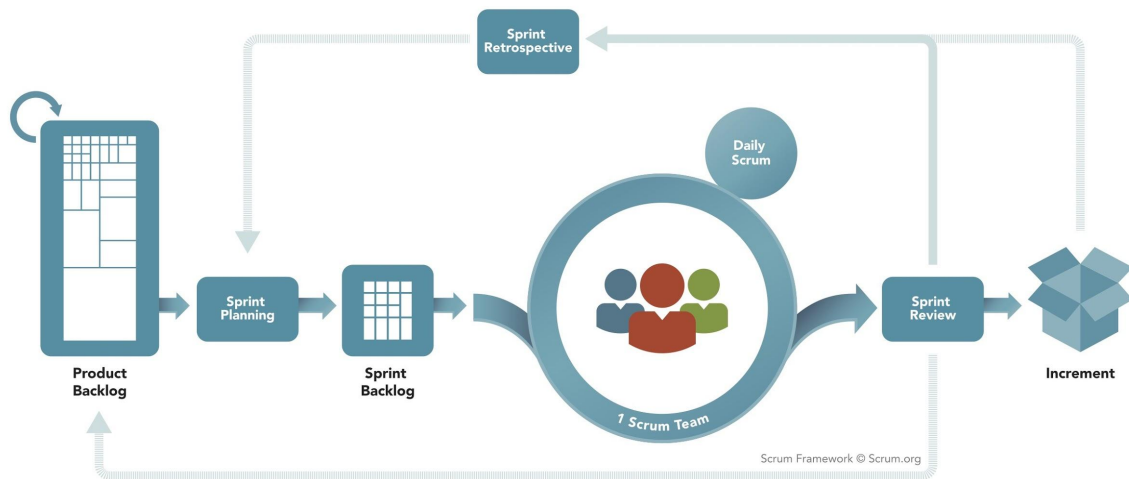 Sprint
Retrospective
Daily
Scrum
Sprint
Planning
Sprint
Review
Product
Backlog
Sprint
Backlog
1 Scrum Team
Increment
Scrum Framework © Scrum.org